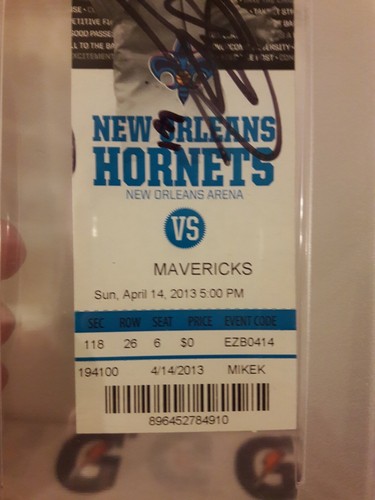 NEW ORLEANS
HORNETS
NEW ORLEANS ARENA
VS
MAVERICKS
Sun, April 14, 2013 5:00 PM
SEC ROW SEAT PRICE EVENT CODE
118 26 6 $0 EZB0414
194100 4/14/2013 MIKEK
896452784910
G G